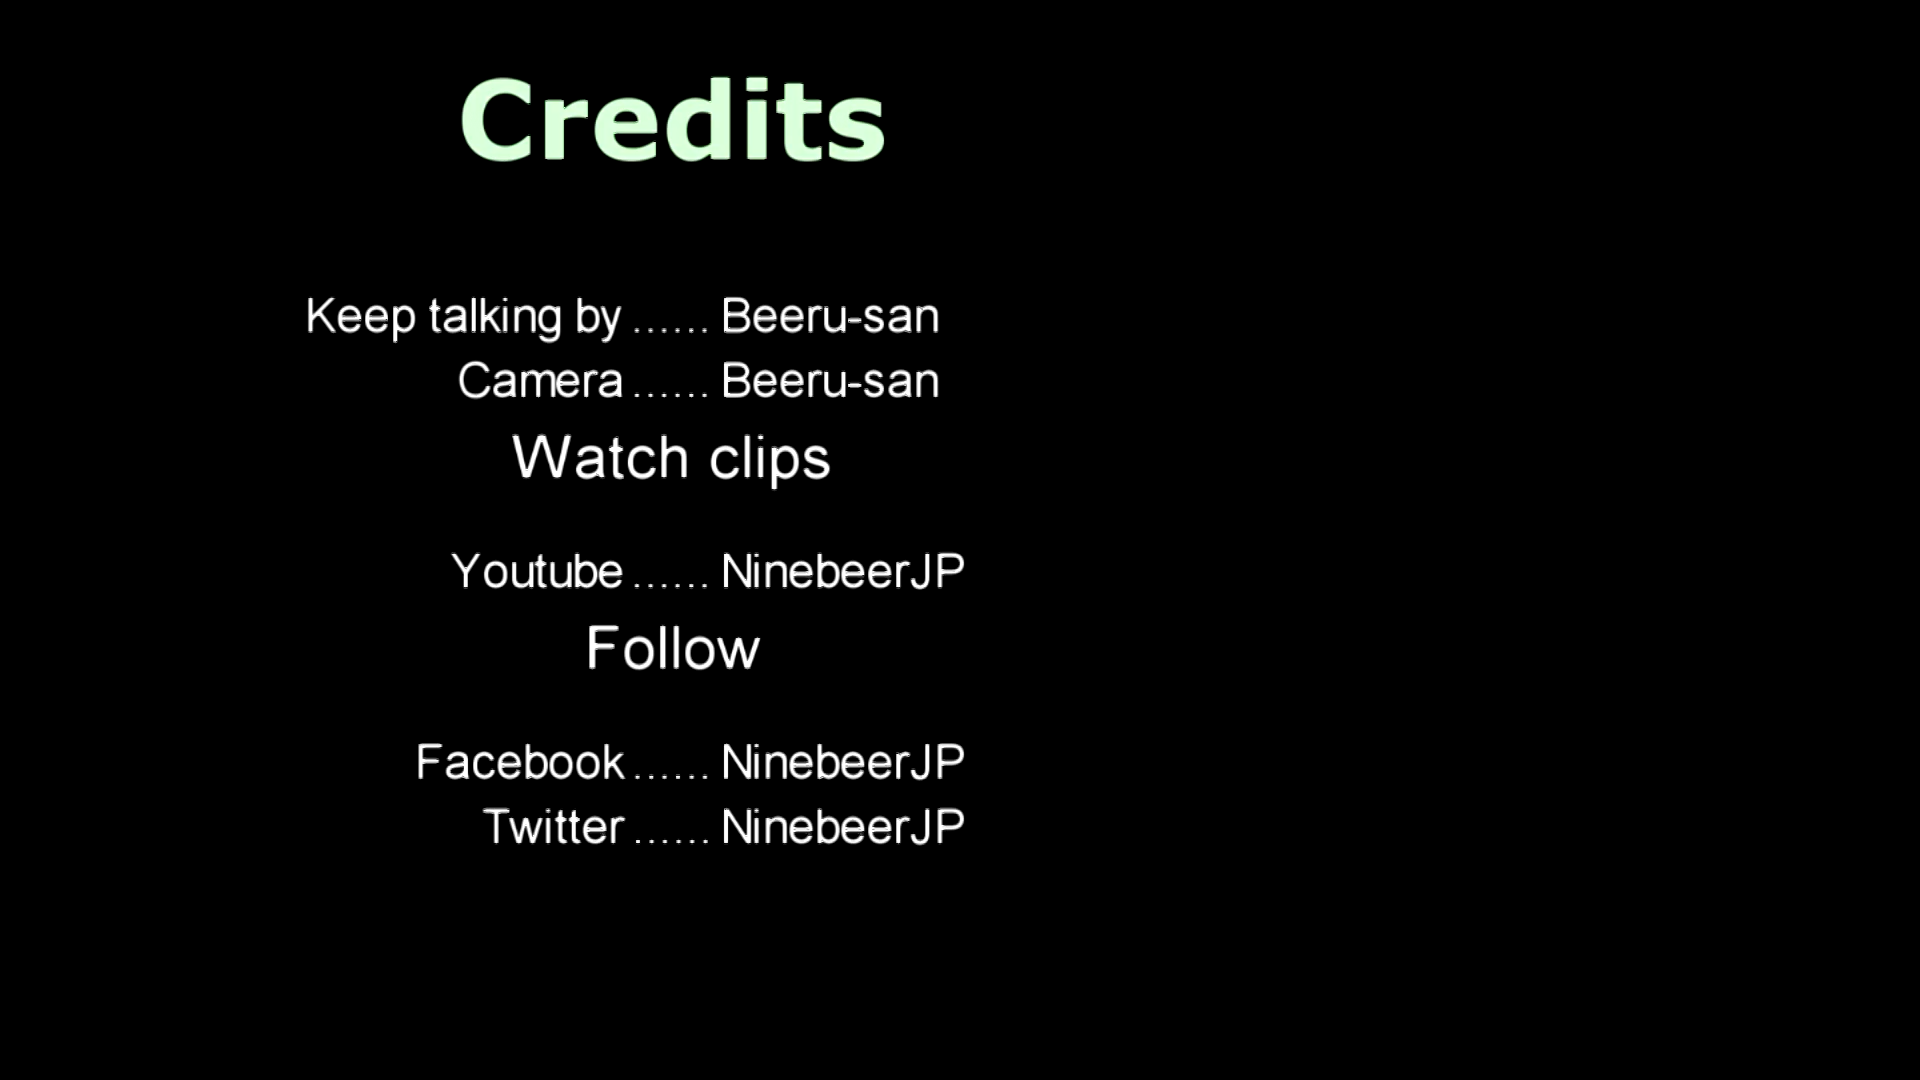 Credits
Keep talking by ...... Beeru-san
Camera ...... Beeru-san
Watch clips
Youtube ...... NinebeerJP
Follow
Facebook ...... NinebeerJP
Twitter ...... NinebeerJP